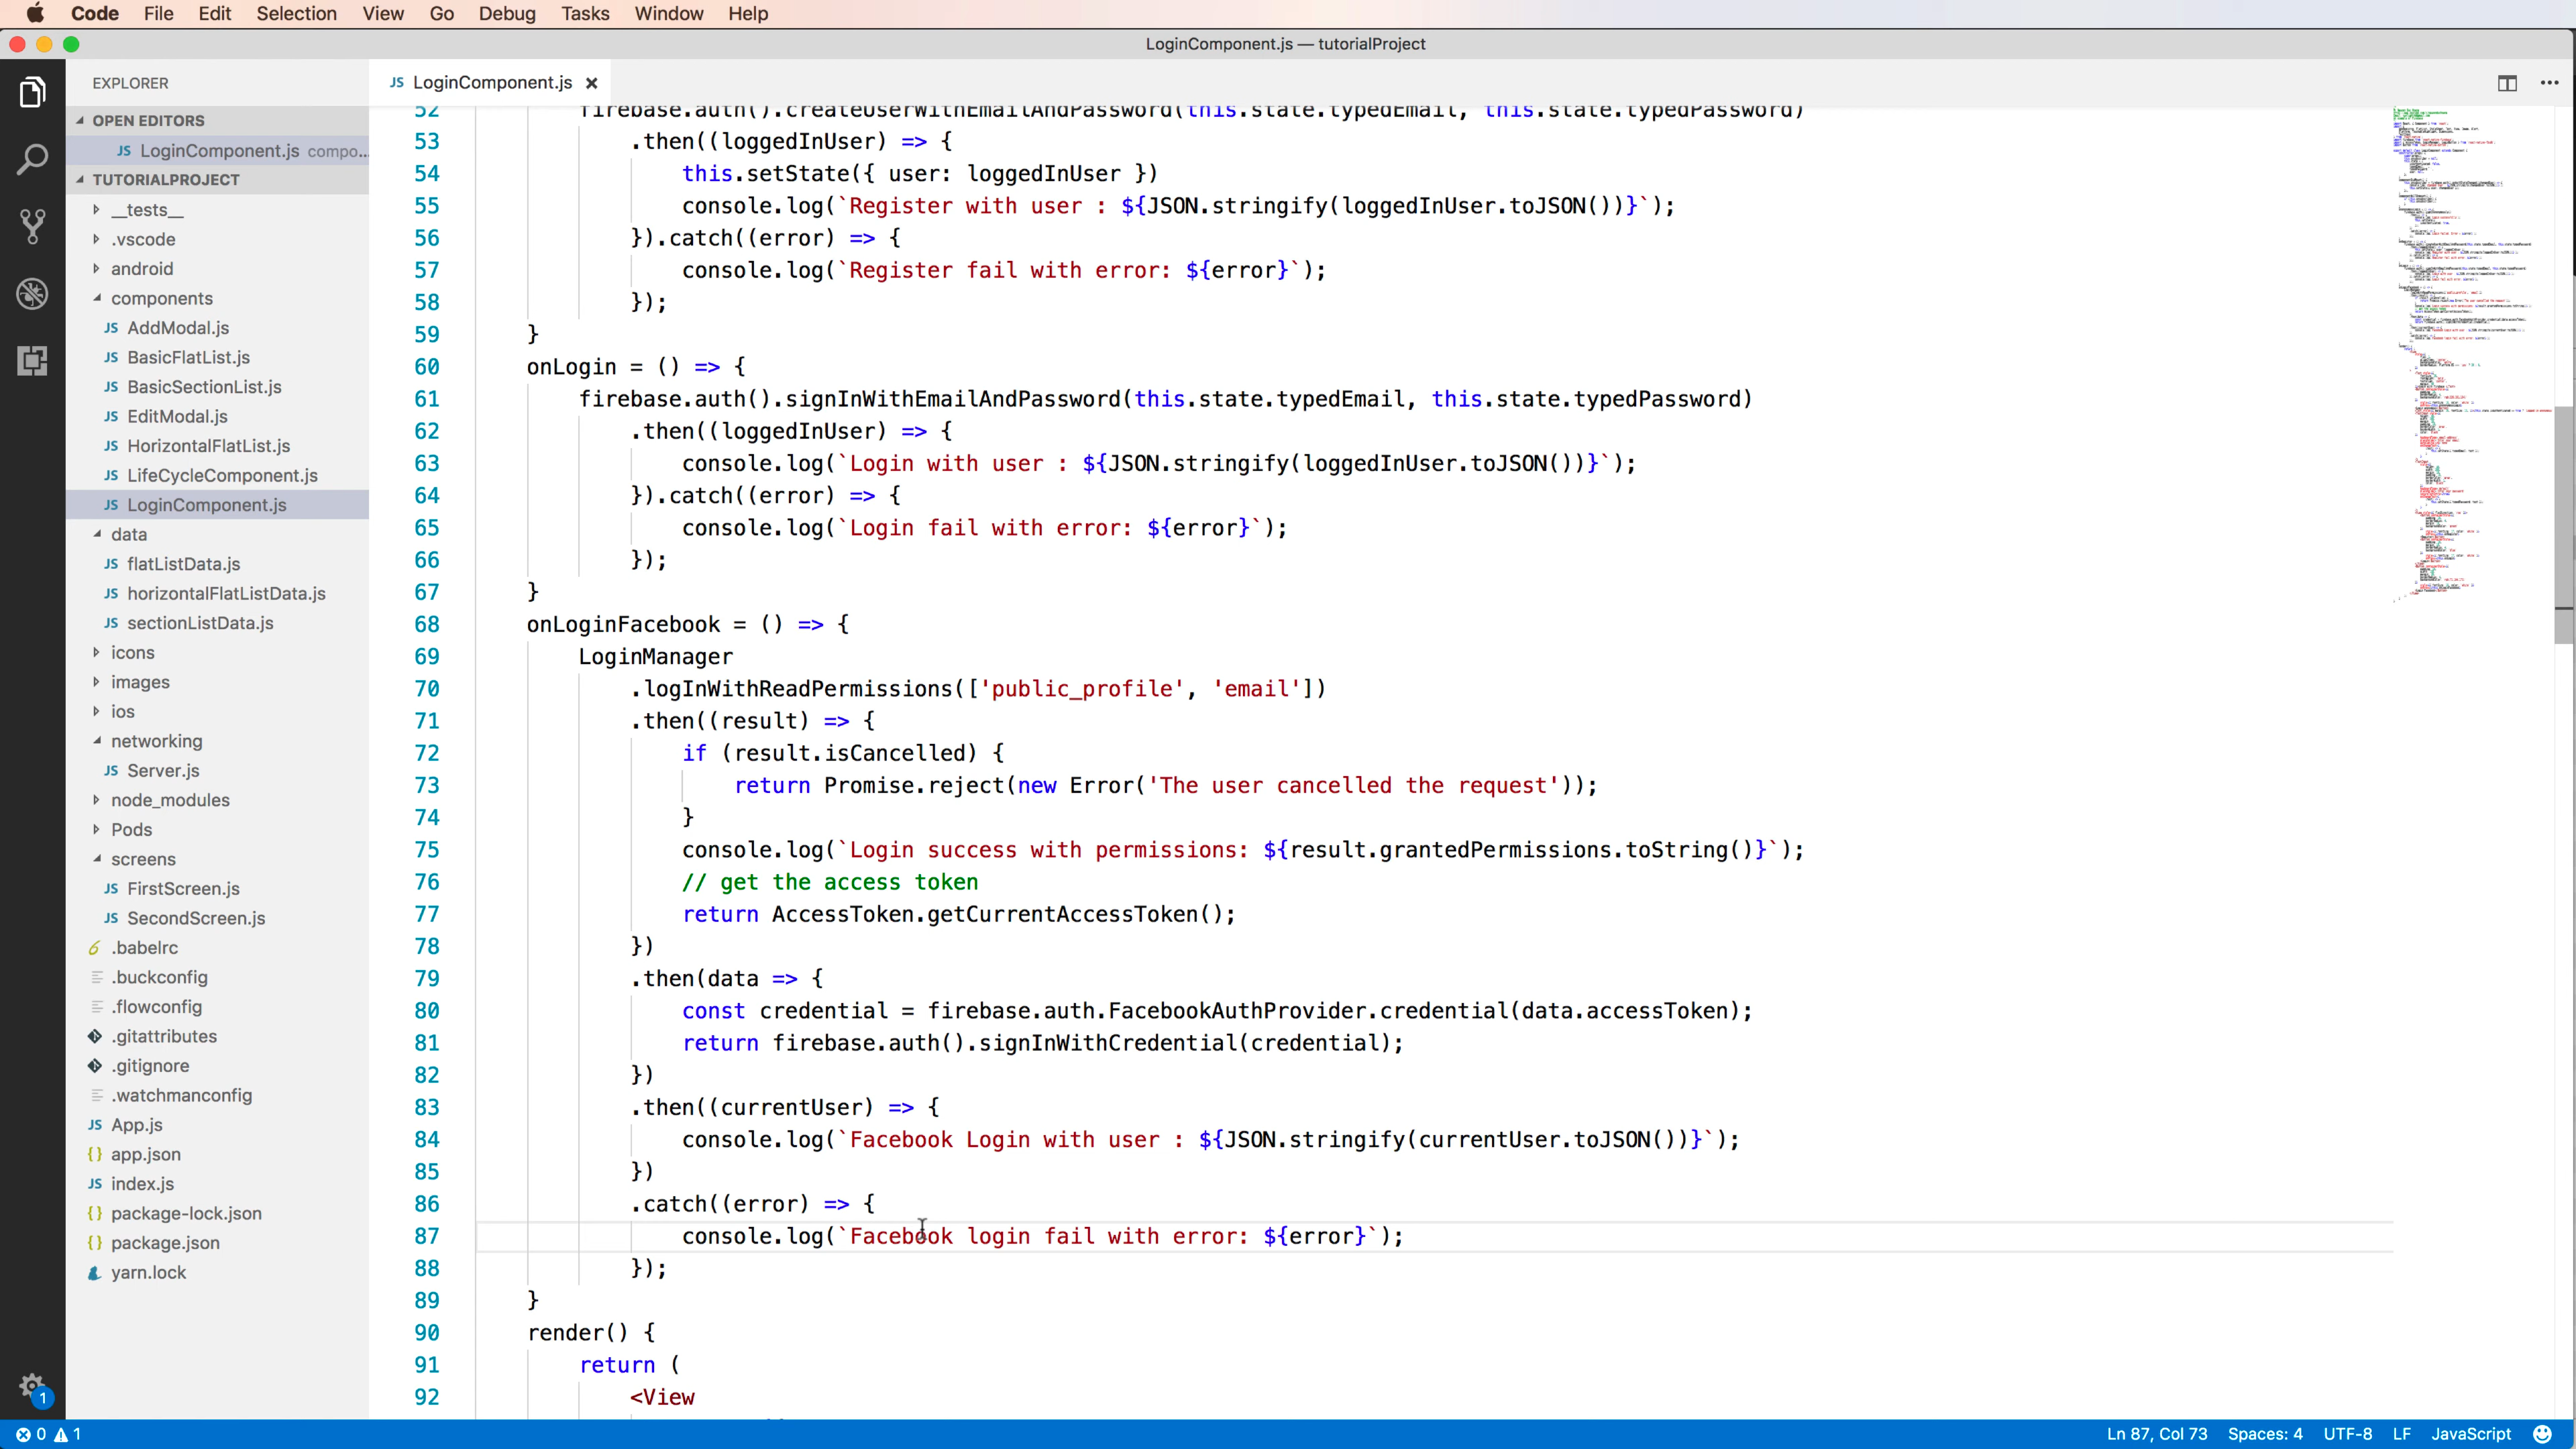 Code File Edit Selection View Go Debug Tasks Window Help
LoginComponent.js — tutorialProject
EXPLORER
OPEN EDITORS
JS LoginComponent.js compo...
TUTORIALPROJECT
__tests__
.vscode
android
components
JS AddModal.js
JS BasicFlatList.js
JS BasicSectionList.js
JS EditModal.js
JS HorizontalFlatList.js
JS LifeCycleComponent.js
JS LoginComponent.js
data
JS flatListData.js
JS horizontalFlatListData.js
JS sectionListData.js
icons
images
ios
networking
JS Server.js
node_modules
Pods
screens
JS FirstScreen.js
JS SecondScreen.js
.babelrc
.buckconfig
.flowconfig
.gitattributes
.gitignore
.watchmanconfig
JS App.js
{} app.json
JS index.js
{} package-lock.json
{} package.json
yarn.lock
JS LoginComponent.js ×
52 firebase.auth().createUserWithEmailAndPassword(this.state.typedEmail, this.state.typedPassword)
53 .then((loggedInUser) => {
54 this.setState({ user: loggedInUser })
55 console.log(`Register with user : ${JSON.stringify(loggedInUser.toJSON())}`);
56 }).catch((error) => {
57 console.log(`Register fail with error: ${error}`);
58 });
59 }
60 onLogin = () => {
61 firebase.auth().signInWithEmailAndPassword(this.state.typedEmail, this.state.typedPassword)
62 .then((loggedInUser) => {
63 console.log(`Login with user : ${JSON.stringify(loggedInUser.toJSON())}`);
64 }).catch((error) => {
65 console.log(`Login fail with error: ${error}`);
66 });
67 }
68 onLoginFacebook = () => {
69 LoginManager
70 .logInWithReadPermissions(['public_profile', 'email'])
71 .then((result) => {
72 if (result.isCancelled) {
73 return Promise.reject(new Error('The user cancelled the request'));
74 }
75 console.log(`Login success with permissions: ${result.grantedPermissions.toString()}`);
76 // get the access token
77 return AccessToken.getCurrentAccessToken();
78 })
79 .then(data => {
80 const credential = firebase.auth.FacebookAuthProvider.credential(data.accessToken);
81 return firebase.auth().signInWithCredential(credential);
82 })
83 .then((currentUser) => {
84 console.log(`Facebook Login with user : ${JSON.stringify(currentUser.toJSON())}`);
85 })
86 .catch((error) => {
87 console.log(`Facebook login fail with error: ${error}`);
88 });
89 }
90 render() {
91 return (
92 <View
1
0 1
Ln 87, Col 73 Spaces: 4 UTF-8 LF JavaScript